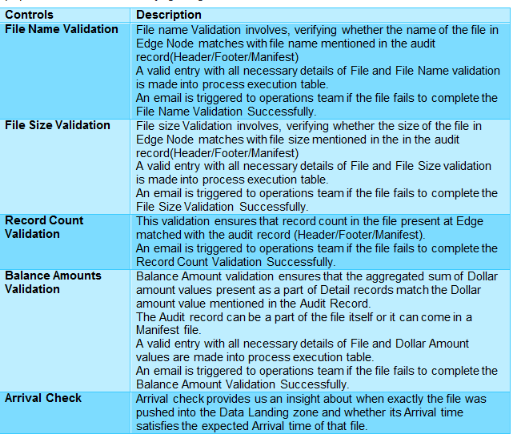 Controls Description
File Name Validation File name Validation involves, verifying whether the name of the file in
Edge Node matches with file name mentioned in the audit
record(Header/Footer/Manifest)
A valid entry with all necessary details of File and File Name validation
is made into process execution table.
An email is triggered to operations team if the file fails to complete the
File Name Validation Successfully.
File Size Validation File size Validation involves, verifying whether the size of the file in
Edge Node matches with file size mentioned in the in the audit
record(Header/Footer/Manifest)
A valid entry with all necessary details of File and File Size validation
is made into process execution table.
An email is triggered to operations team if the file fails to complete the
File Size Validation Successfully.
Record Count This validation ensures that record count in the file present at Edge
Validation matched with the audit record (Header/Footer/Manifest).
An email is triggered to operations team if the file fails to complete the
Record Count Validation Successfully.
Balance Amounts Balance Amount validation ensures that the aggregated sum of Dollar
Validation amount values present as a part of Detail records match the Dollar
amount value mentioned in the Audit Record.
The Audit record can be a part of the file itself or it can come in a
Manifest file.
A valid entry with all necessary details of File and Dollar Amount
values are made into process execution table.
An email is triggered to operations team if the file fails to complete the
Balance Amount Validation Successfully.
Arrival Check Arrival check provides us an insight about when exactly the file was
pushed into the Data Landing zone and whether its Arrival time
satisfies the expected Arrival time of that file.